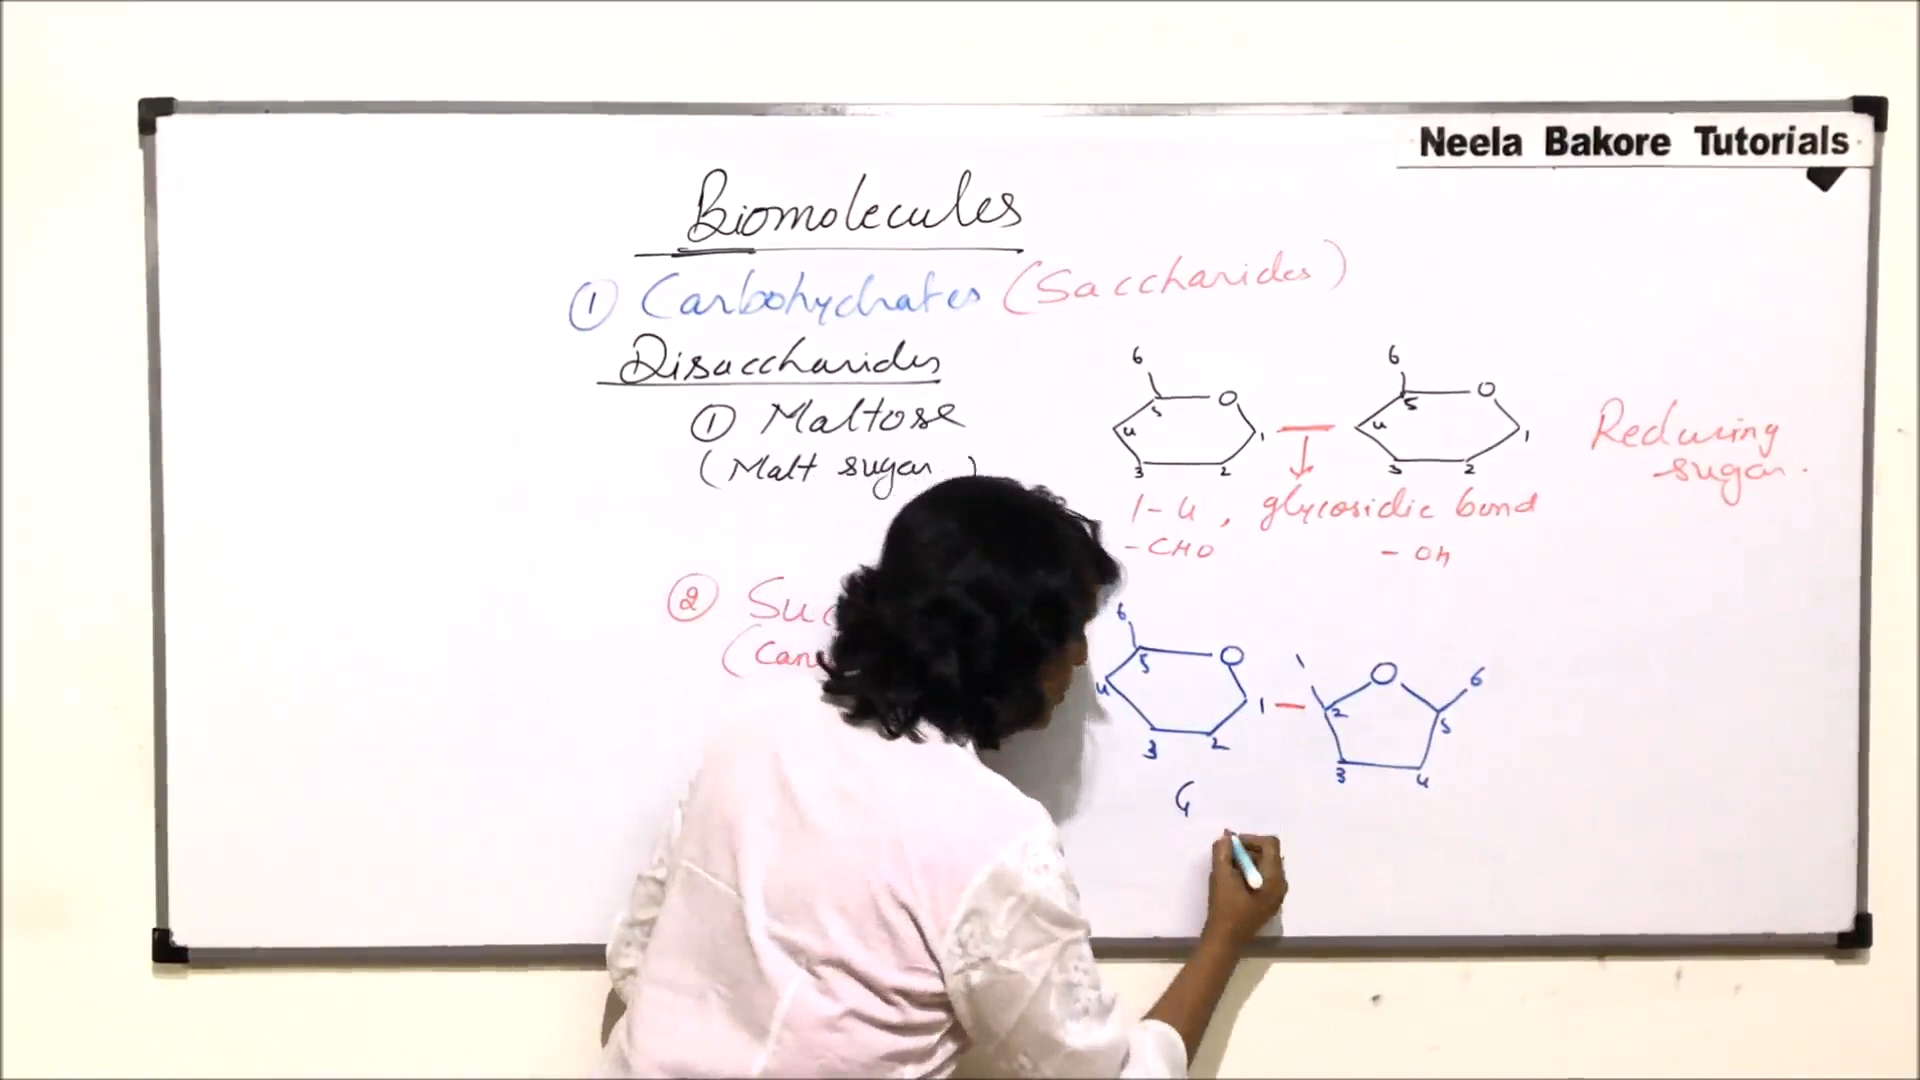 Neela Bakore Tutorials
Biomolecules
① Carbohydrates (Saccharides)
Disaccharides
① Maltose
(Malt sugar)
6 5 O 4 1 3 2
6 5 O 4 1 3 2
Reducing
sugar.
1-4, glycosidic bond
-CHO -OH
② Suc
(Can
6 5 O 4 1 3 2
O 6 2 5 3 4
G